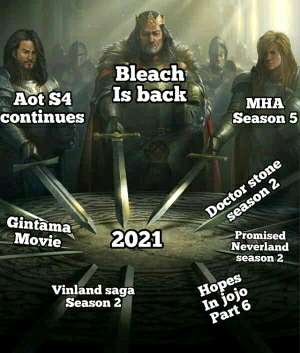 Bleach
Is back
Aot S4
continues
MHA
Season 5
Doctor stone
season 2
Gintama
Movie
2021
Promised
Neverland
season 2
Vinland saga
Season 2
Hopes
In jojo
Part 6